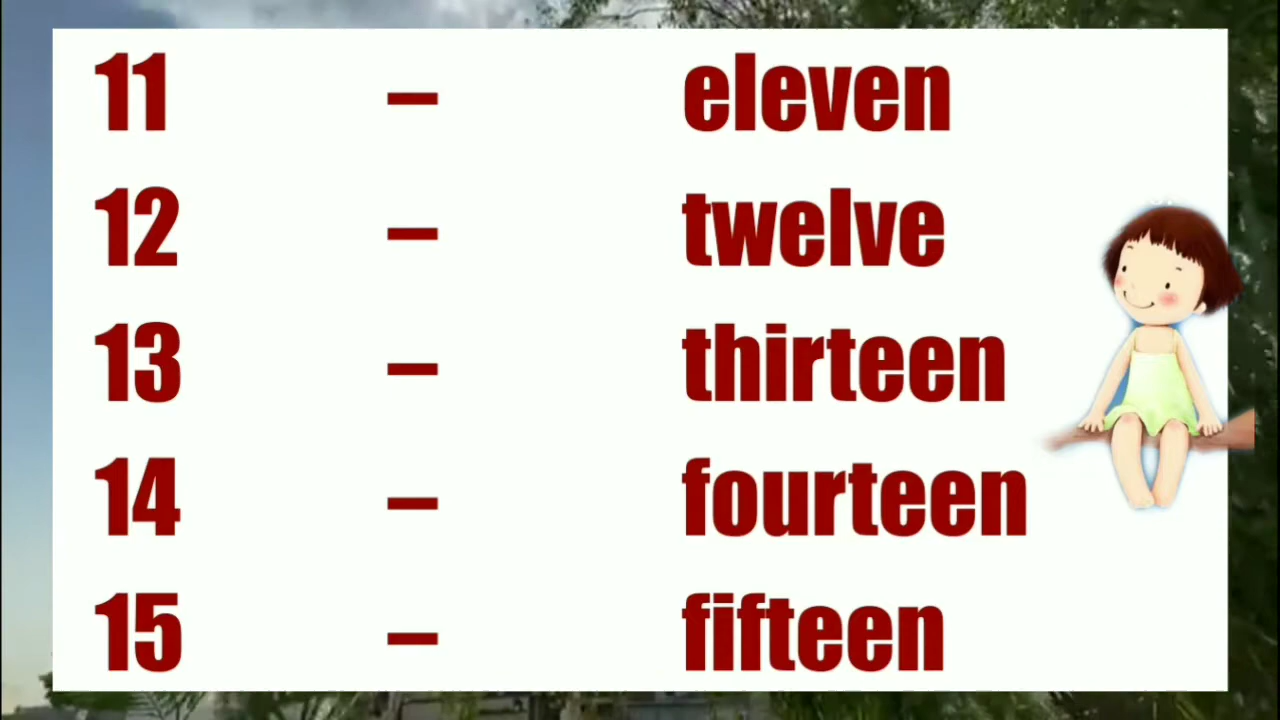 11 – eleven
12 – twelve
13 – thirteen
14 – fourteen
15 – fifteen